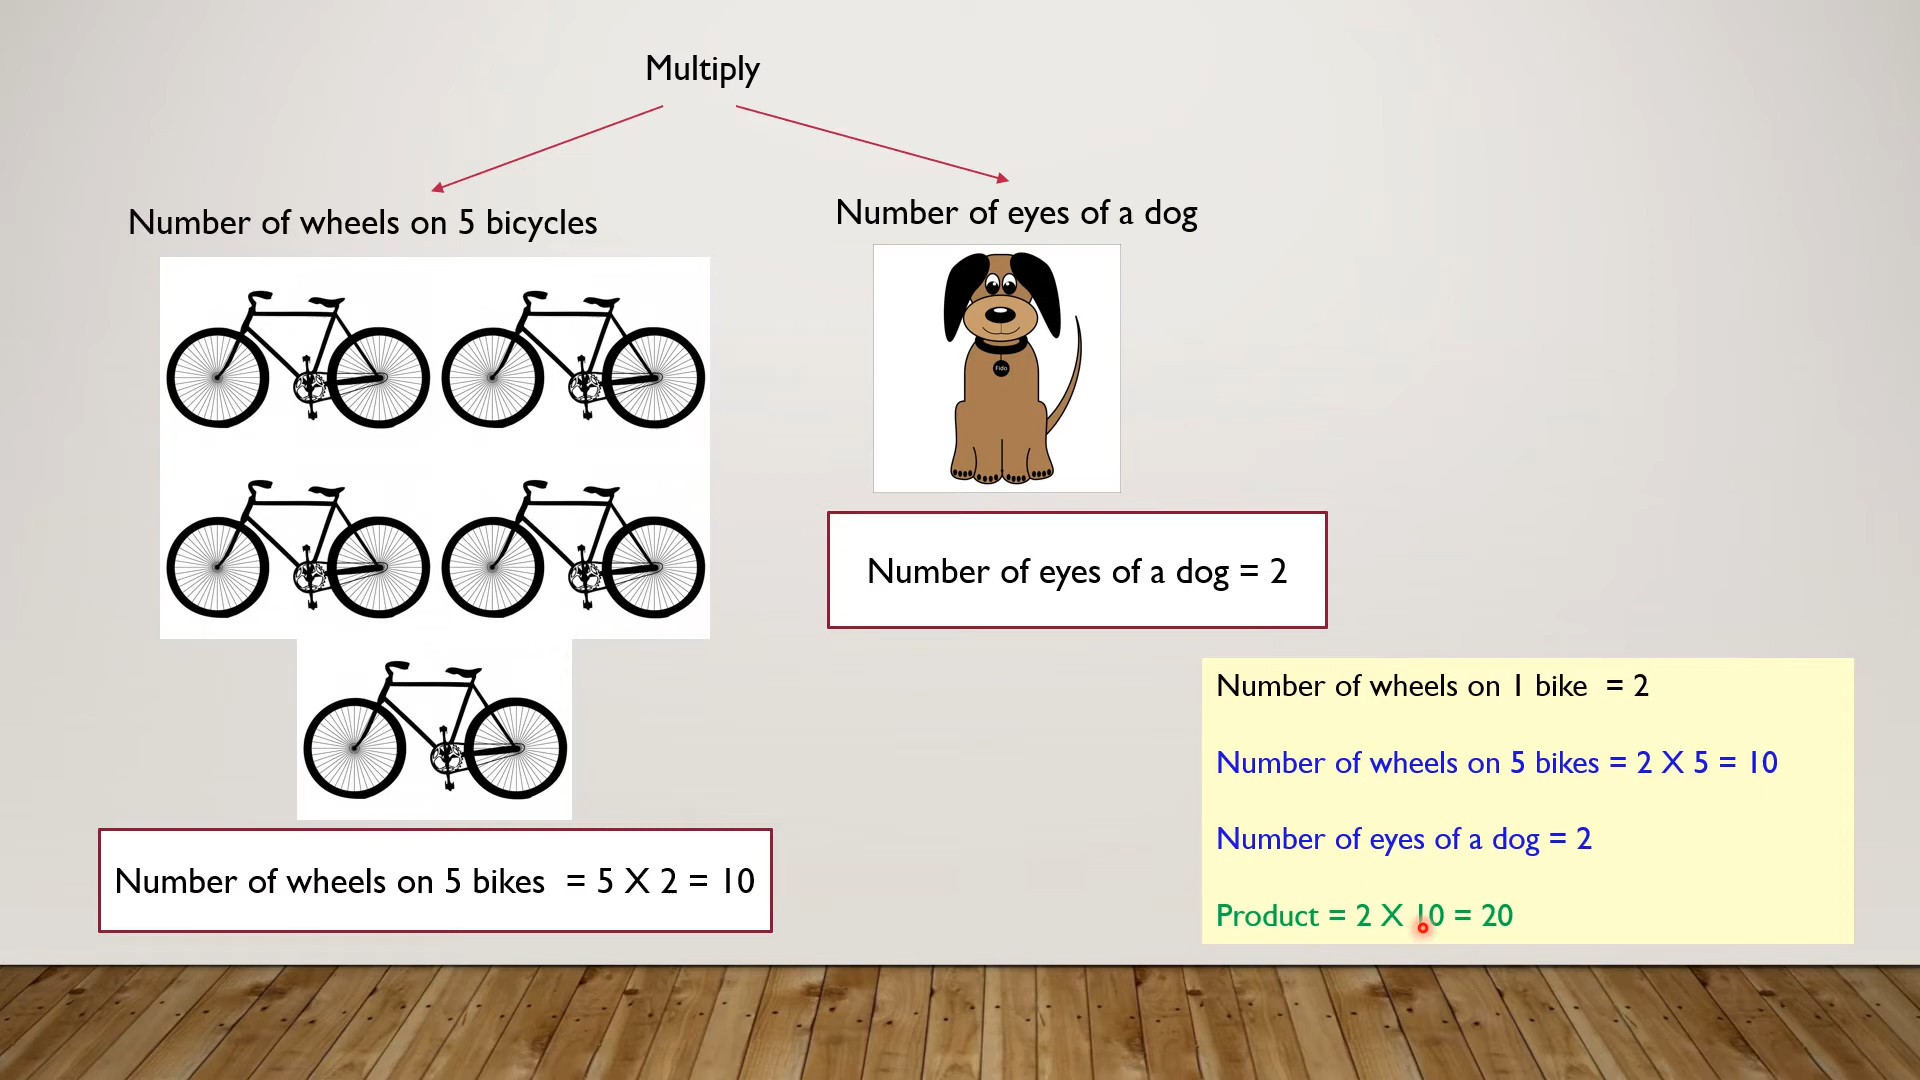 Multiply
Number of wheels on 5 bicycles
Number of eyes of a dog
Fido
Number of eyes of a dog = 2
Number of wheels on 5 bikes = 5 X 2 = 10
Number of wheels on 1 bike = 2
Number of wheels on 5 bikes = 2 X 5 = 10
Number of eyes of a dog = 2
Product = 2 X 10 = 20